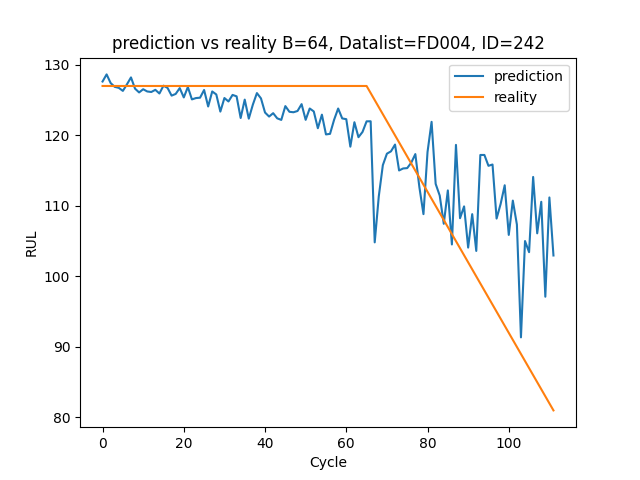 prediction vs reality B=64, Datalist=FD004, ID=242
prediction
reality
130
120
110
100
90
80
RUL
0 20 40 60 80 100
Cycle